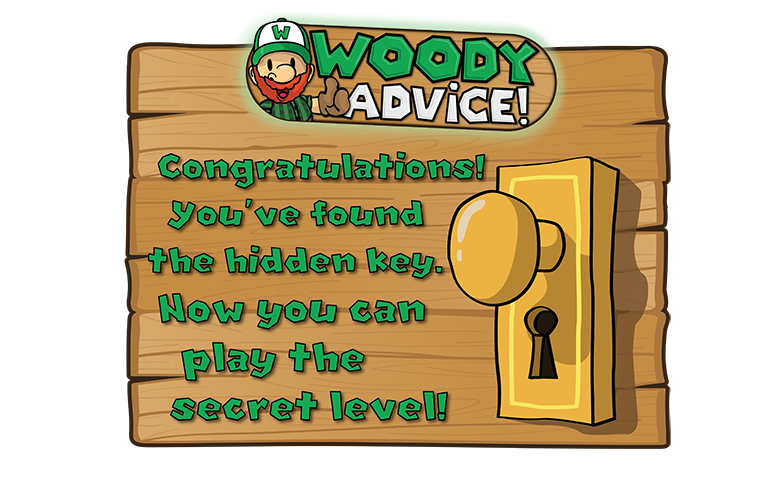 W
WOODY
ADVICE!
Congratulations!
You've found
the hidden key.
Now you can
play the
secret level!